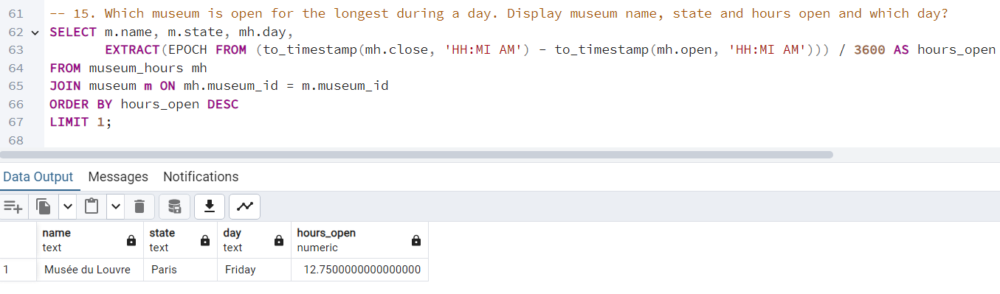 61 -- 15. Which museum is open for the longest during a day. Display museum name, state and hours open and which day?
62 SELECT m.name, m.state, mh.day,
63 EXTRACT(EPOCH FROM (to_timestamp(mh.close, 'HH:MI AM') - to_timestamp(mh.open, 'HH:MI AM'))) / 3600 AS hours_open
64 FROM museum_hours mh
65 JOIN museum m ON mh.museum_id = m.museum_id
66 ORDER BY hours_open DESC
67 LIMIT 1;
68
Data Output Messages Notifications
name state day hours_open
text text text numeric
1 Musée du Louvre Paris Friday 12.7500000000000000